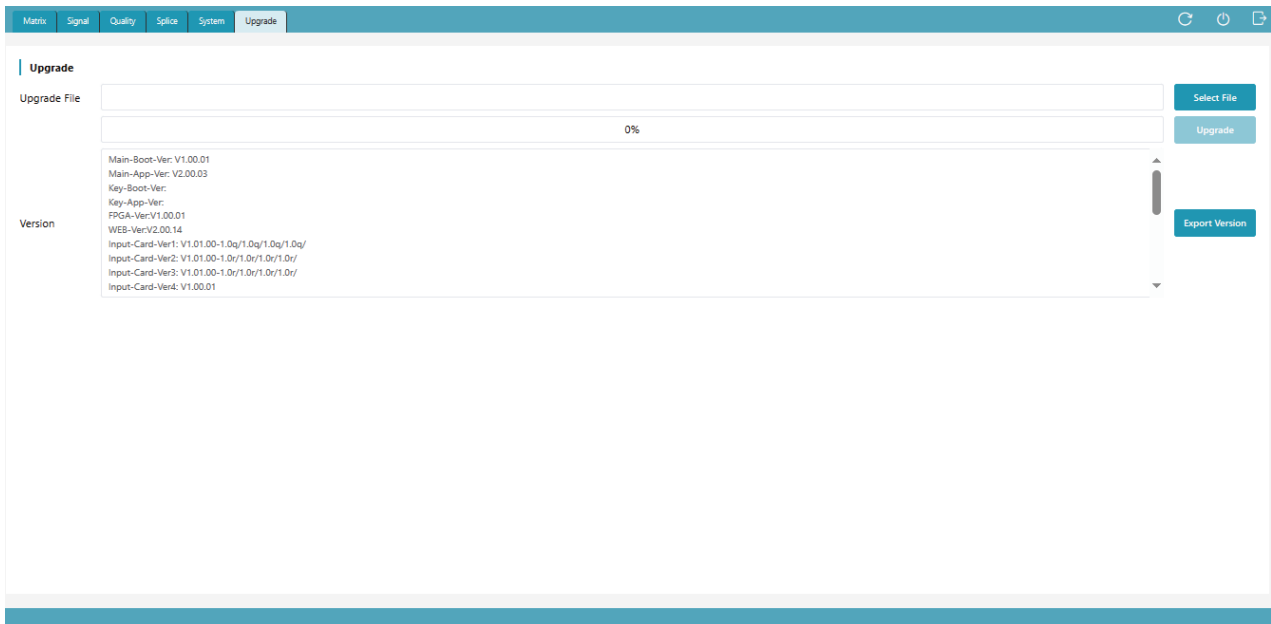 Matrix Signal Quality Splice System Upgrade
Upgrade
Upgrade File Select File
0% Upgrade
Main-Boot-Ver: V1.00.01
Main-App-Ver: V2.00.03
Key-Boot-Ver:
Key-App-Ver:
FPGA-Ver:V1.00.01
Version Export Version
WEB-Ver:V2.00.14
Input-Card-Ver1: V1.01.00-1.0q/1.0q/1.0q/1.0q/
Input-Card-Ver2: V1.01.00-1.0r/1.0r/1.0r/1.0r/
Input-Card-Ver3: V1.01.00-1.0r/1.0r/1.0r/1.0r/
Input-Card-Ver4: V1.00.01